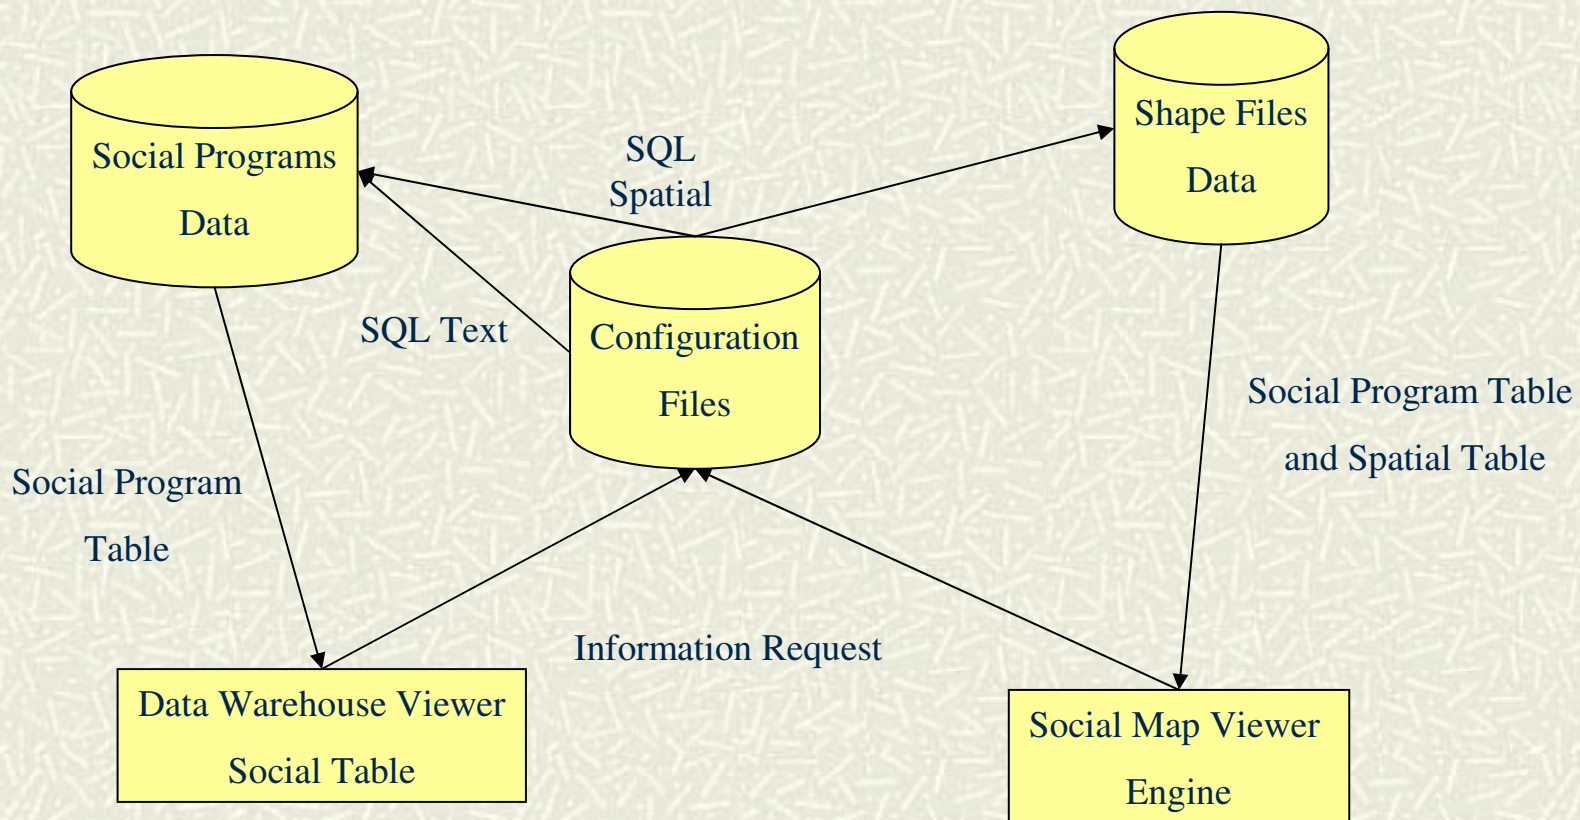 Shape Files
Data
Social Programs
Data
SQL
Spatial
SQL Text
Configuration
Files
Social Program Table
and Spatial Table
Social Program
Table
Information Request
Data Warehouse Viewer
Social Table
Social Map Viewer
Engine